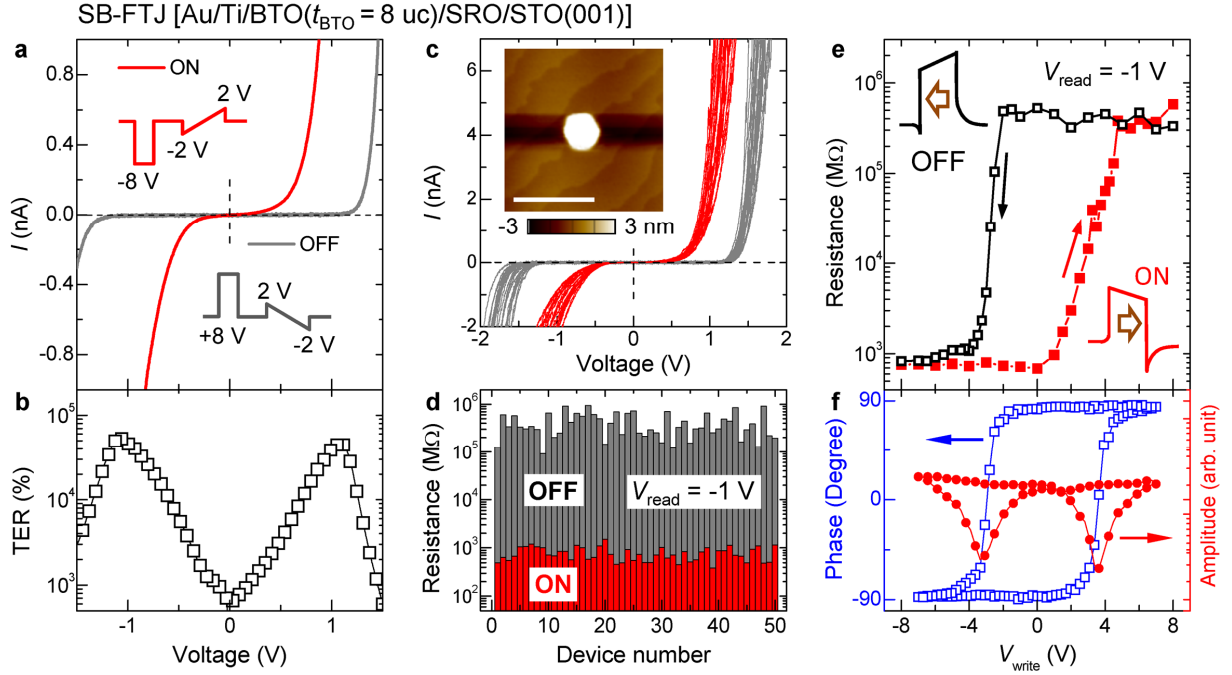 SB-FTJ [Au/Ti/BTO(t_BTO = 8 uc)/SRO/STO(001)]
a
ON
2 V
-2 V
-8 V
OFF
2 V
+8 V
-2 V
I (nA)
0.8
0.4
0.0
-0.4
-0.8
b
TER (%)
10^5
10^4
10^3
-1
0
1
Voltage (V)
c
-3
3 nm
I (nA)
6
4
2
0
-2
-2
-1
0
1
2
Voltage (V)
d
Resistance (MΩ)
10^6
10^5
10^4
10^3
10^2
OFF
V_read = -1 V
ON
0
10
20
30
40
50
Device number
e
V_read = -1 V
OFF
ON
Resistance (MΩ)
10^6
10^5
10^4
10^3
f
Phase (Degree)
90
0
-90
Amplitude (arb. unit)
-8
-4
0
4
8
V_write (V)